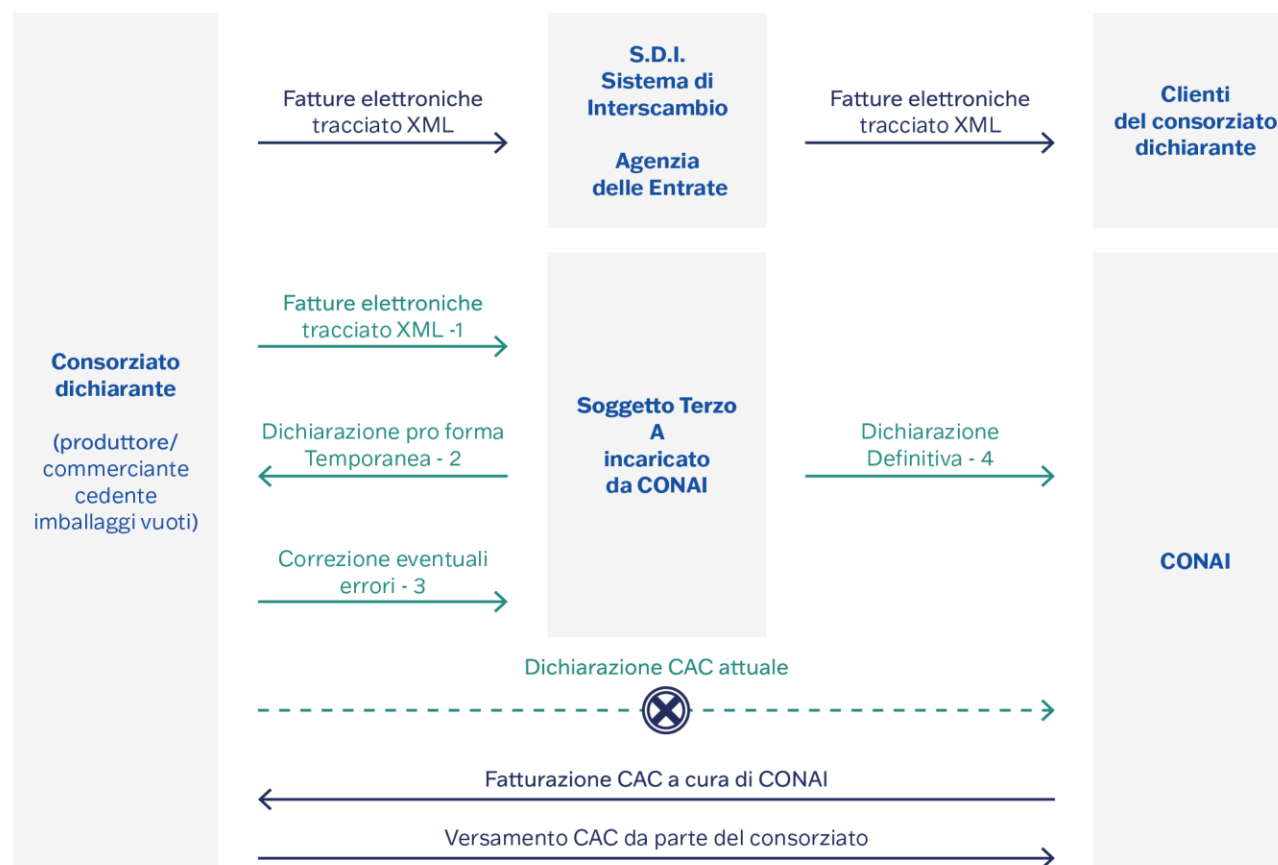 Fatture elettroniche
tracciato XML
S.D.I.
Sistema di
Interscambio
Agenzia
delle Entrate
Fatture elettroniche
tracciato XML
Clienti
del consorziato
dichiarante
Consorziato
dichiarante
(produttore/
commerciante
cedente
imballaggi vuoti)
Fatture elettroniche
tracciato XML -1
Dichiarazione pro forma
Temporanea - 2
Correzione eventuali
errori - 3
Soggetto Terzo
A
incaricato
da CONAI
Dichiarazione
Definitiva - 4
CONAI
Dichiarazione CAC attuale
Fatturazione CAC a cura di CONAI
Versamento CAC da parte del consorziato